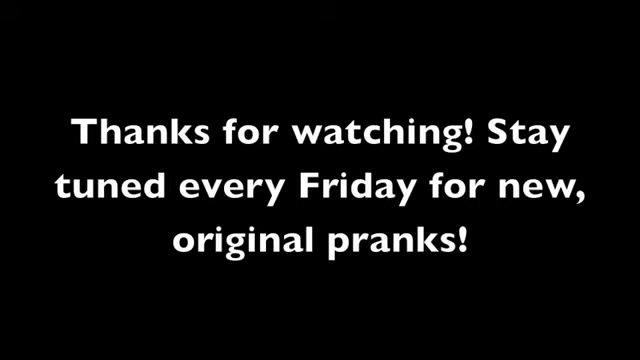 Thanks for watching! Stay
tuned every Friday for new,
original pranks!